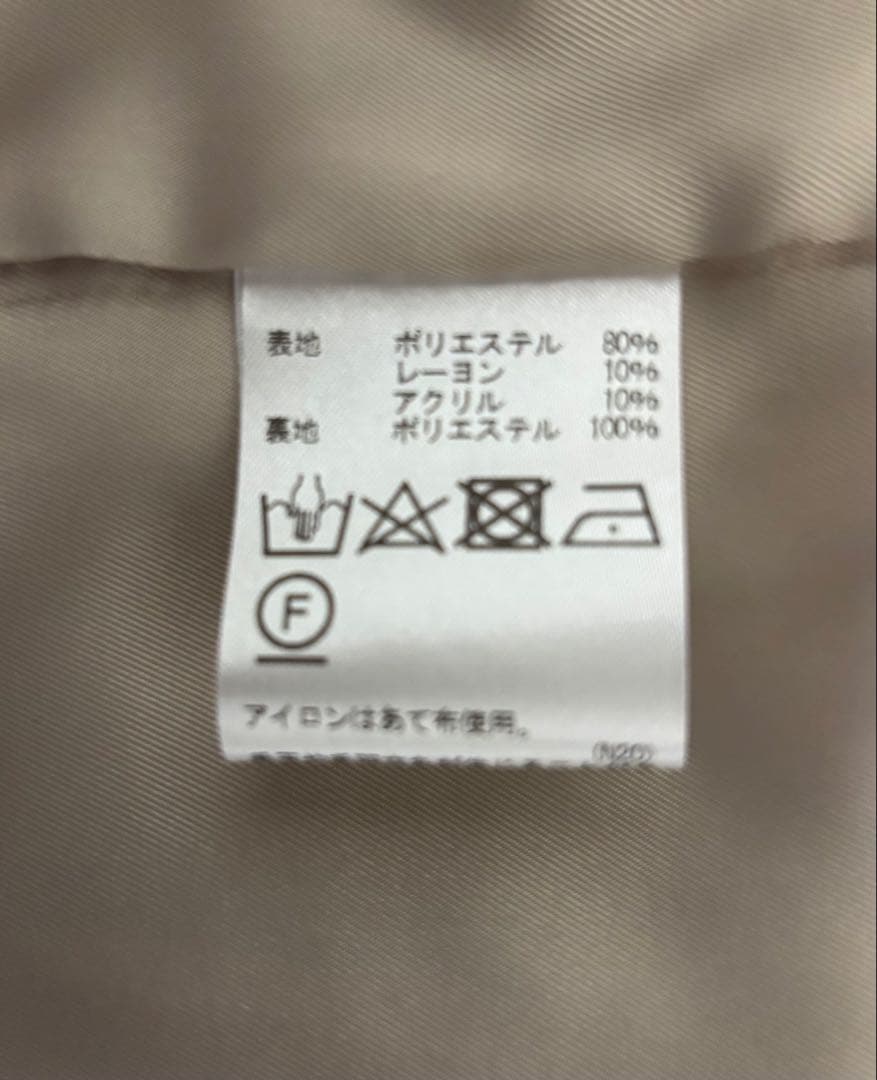 表地 ポリエステル 80%
レーヨン 10%
アクリル 10%
裏地 ポリエステル 100%
F
アイロンはあて布使用。
(N20)